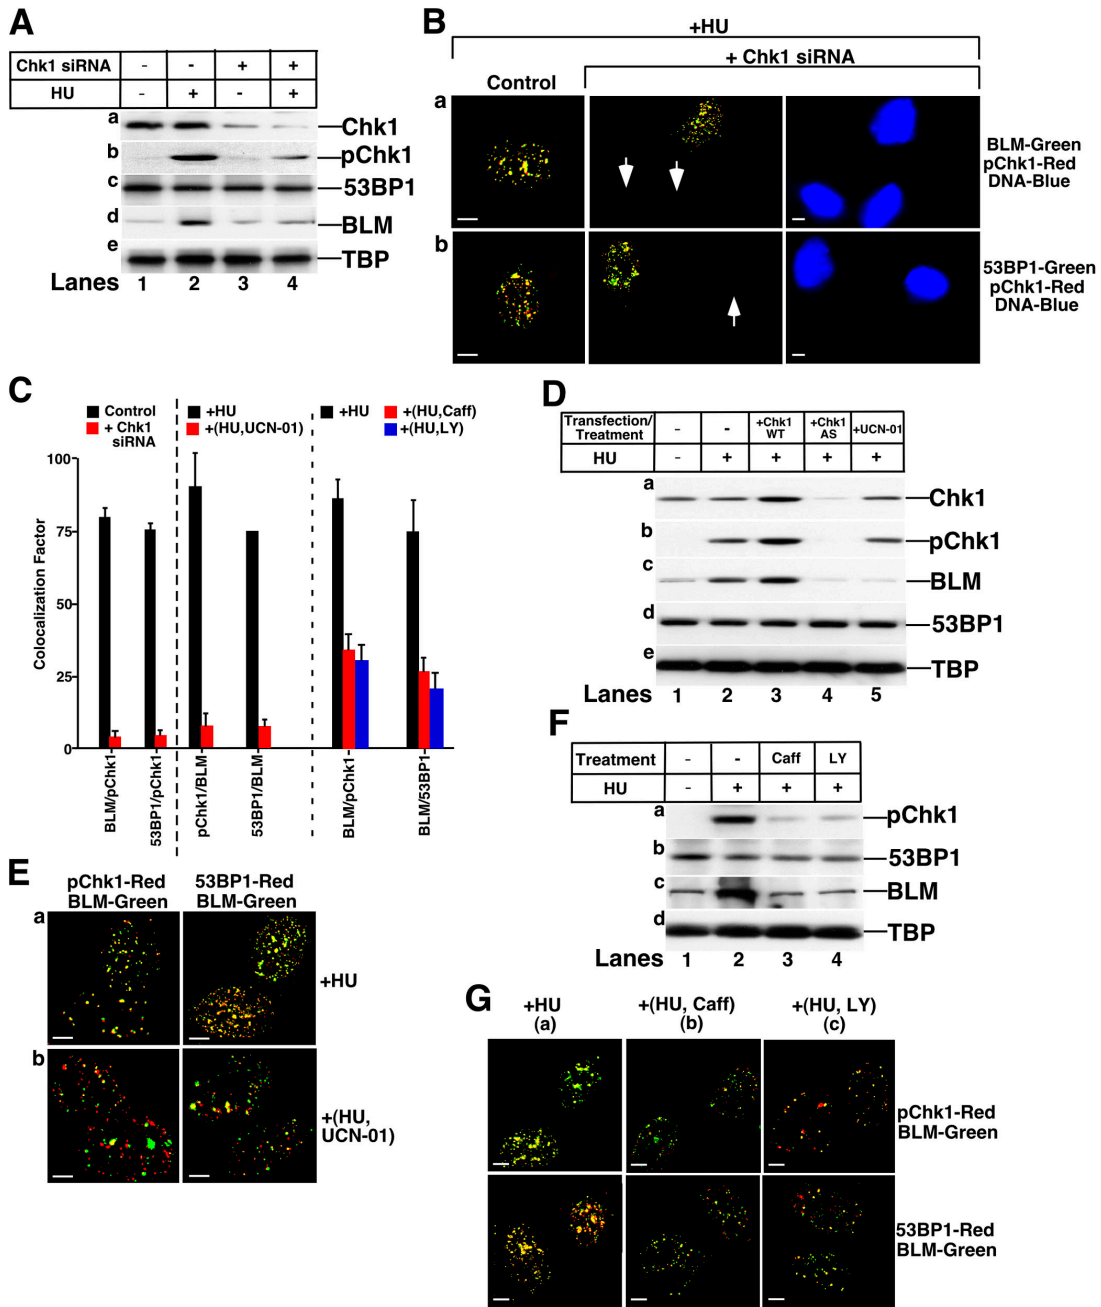 A
Chk1 siRNA - - + +
HU - + - +
a Chk1
b pChk1
c 53BP1
d BLM
e TBP
Lanes 1 2 3 4
B
+HU
+ Chk1 siRNA
Control
a
BLM-Green
pChk1-Red
DNA-Blue
b
53BP1-Green
pChk1-Red
DNA-Blue
C
Control
+ Chk1
siRNA
+HU
+(HU,UCN-01)
+HU
+(HU,Caff)
+(HU,LY)
Colocalization Factor
100
75
50
25
0
BLM/pChk1
53BP1/pChk1
pChk1/BLM
53BP1/BLM
BLM/pChk1
BLM/53BP1
D
Transfection/
Treatment
- - +Chk1
WT
+Chk1
AS
+UCN-01
HU - + + + +
a Chk1
b pChk1
c BLM
d 53BP1
e TBP
Lanes 1 2 3 4 5
E
pChk1-Red
BLM-Green
53BP1-Red
BLM-Green
a
+HU
b
+(HU,
UCN-01)
F
Treatment - - Caff LY
HU - + + +
a pChk1
b 53BP1
c BLM
d TBP
Lanes 1 2 3 4
G
+HU
(a)
+(HU, Caff)
(b)
+(HU, LY)
(c)
pChk1-Red
BLM-Green
53BP1-Red
BLM-Green